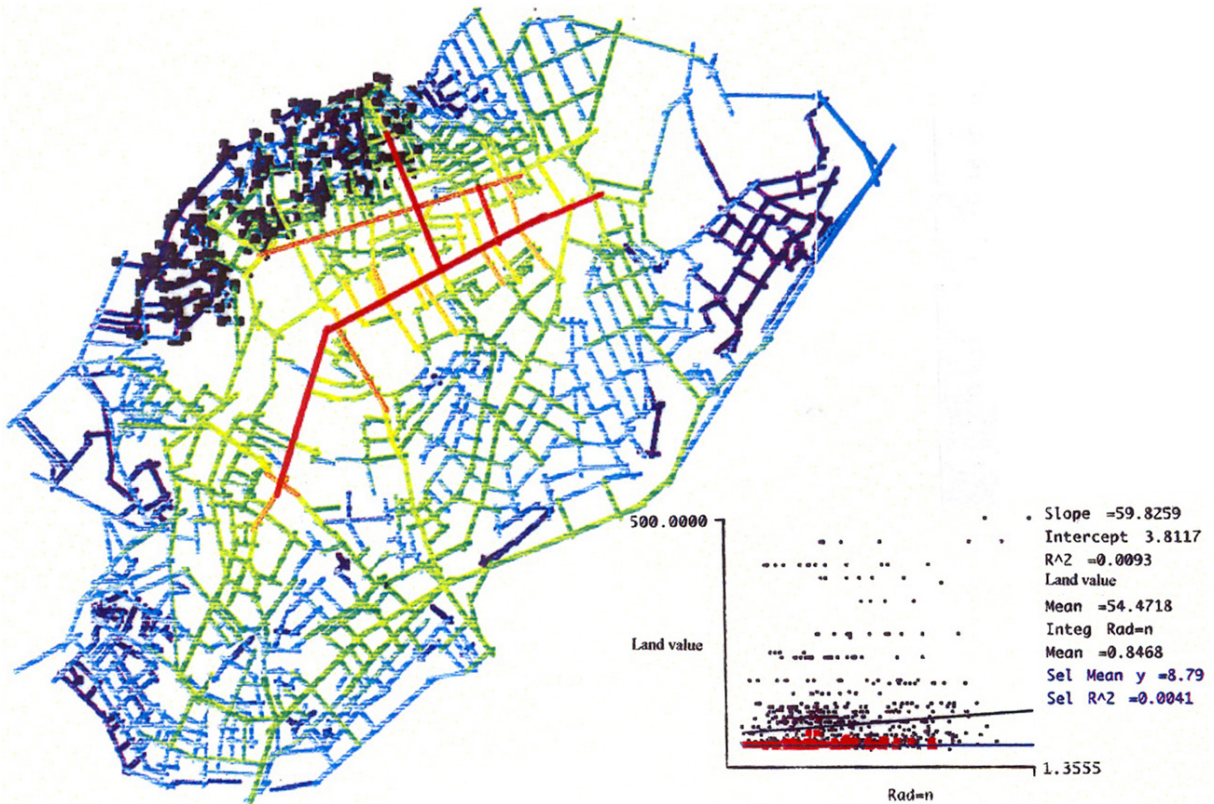 500.0000
Land value
Rad=n
1.3555
Slope =59.8259
Intercept 3.8117
R^2 =0.0093
Land value
Mean =54.4718
Integ Rad=n
Mean =0.8468
Sel Mean y =8.79
Sel R^2 =0.0041